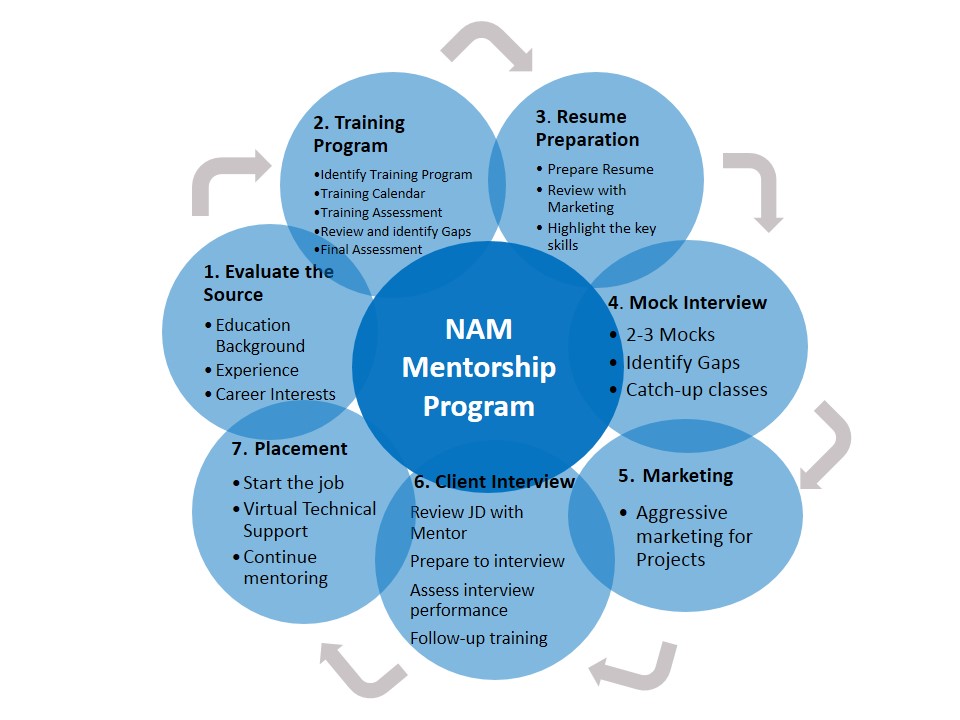 2. Training
Program
•Identify Training Program
•Training Calendar
•Training Assessment
•Review and identify Gaps
•Final Assessment
3. Resume
Preparation
• Prepare Resume
• Review with
Marketing
• Highlight the key
skills
1. Evaluate the
Source
• Education
Background
• Experience
• Career Interests
NAM
Mentorship
Program
4. Mock Interview
• 2-3 Mocks
• Identify Gaps
• Catch-up classes
7. Placement
• Start the job
• Virtual Technical
Support
• Continue
mentoring
6. Client Interview
Review JD with
Mentor
Prepare to interview
Assess interview
performance
Follow-up training
5. Marketing
• Aggressive
marketing for
Projects